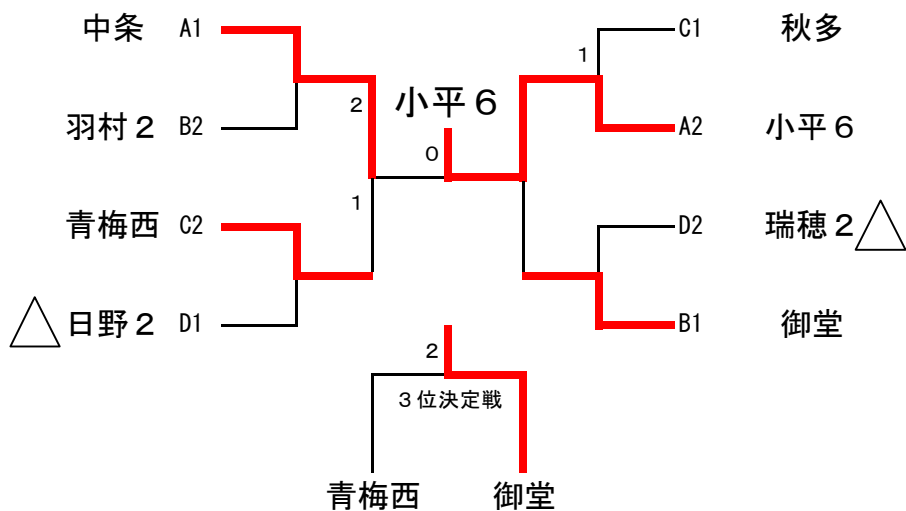 中条 A1
羽村２ B2
青梅西 C2
日野２ D1
2
1
小平６
0
1
C1 秋多
A2 小平６
D2 瑞穂２
B1 御堂
2
３位決定戦
青梅西 御堂